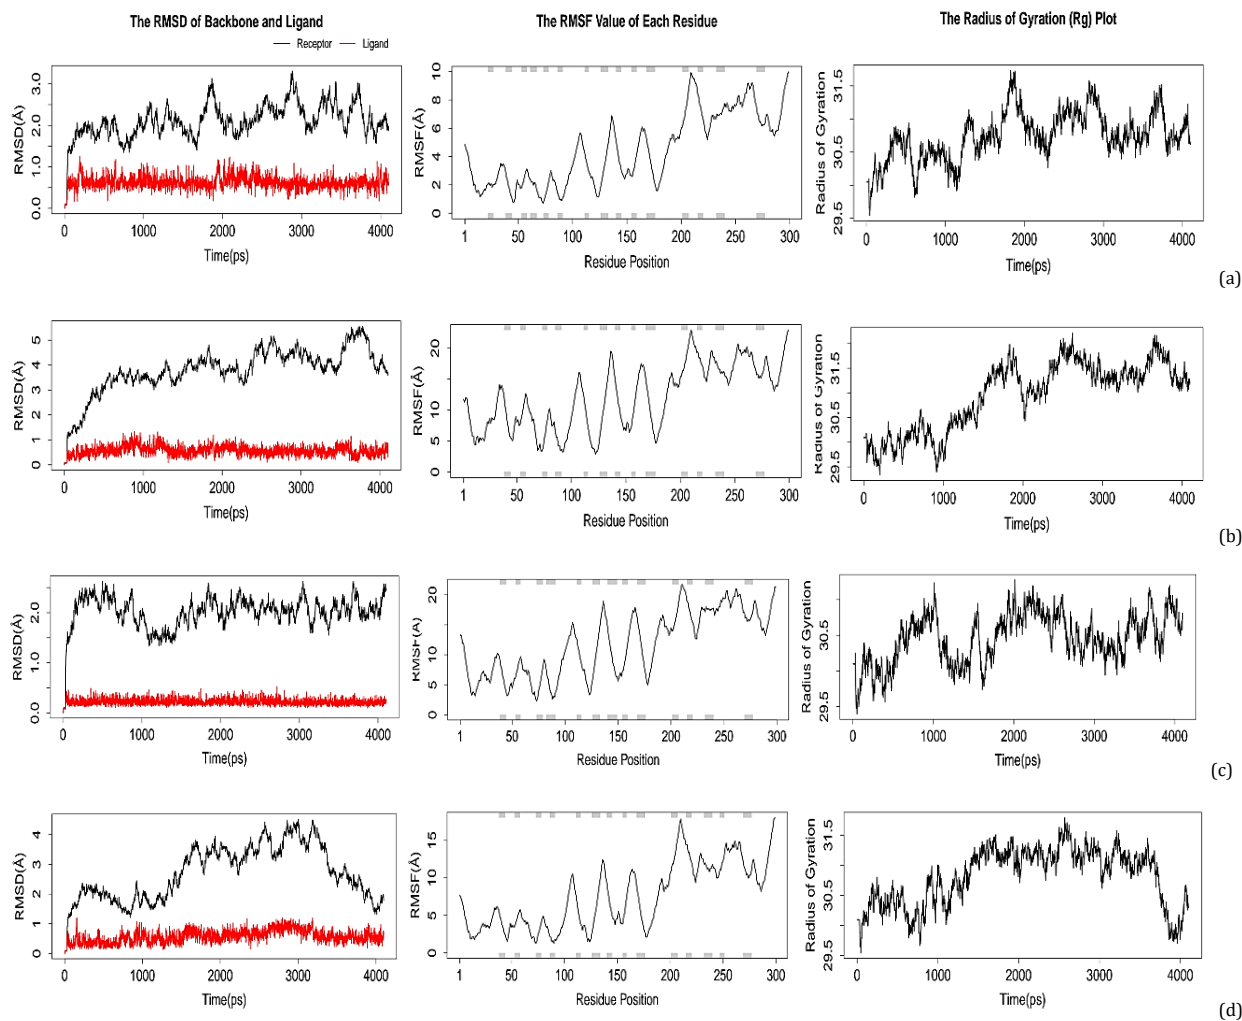 The RMSD of Backbone and Ligand
The RMSF Value of Each Residue
The Radius of Gyration (Rg) Plot
Receptor Ligand
RMSD(Å)
0.0 1.0 2.0 3.0
0 1000 2000 3000 4000
Time(ps)
RMSF(Å)
0 2 4 6 8 10
1 50 100 150 200 250 300
Residue Position
Radius of Gyration
29.5 30.5 31.5
0 1000 2000 3000 4000
Time(ps)
(a)
RMSD(Å)
0 1 2 3 4 5
0 1000 2000 3000 4000
Time(ps)
RMSF(Å)
0 5 10 20
1 50 100 150 200 250 300
Residue Position
Radius of Gyration
29.5 30.5 31.5
0 1000 2000 3000 4000
Time(ps)
(b)
RMSD(Å)
0.0 1.0 2.0
0 1000 2000 3000 4000
Time(ps)
RMSF(Å)
0 5 10 20
1 50 100 150 200 250 300
Residue Position
Radius of Gyration
29.5 30.5
0 1000 2000 3000 4000
Time(ps)
(c)
RMSD(Å)
0 1 2 3 4
0 1000 2000 3000 4000
Time(ps)
RMSF(Å)
0 5 10 15
1 50 100 150 200 250 300
Residue Position
Radius of Gyration
29.5 30.5 31.5
0 1000 2000 3000 4000
Time(ps)
(d)